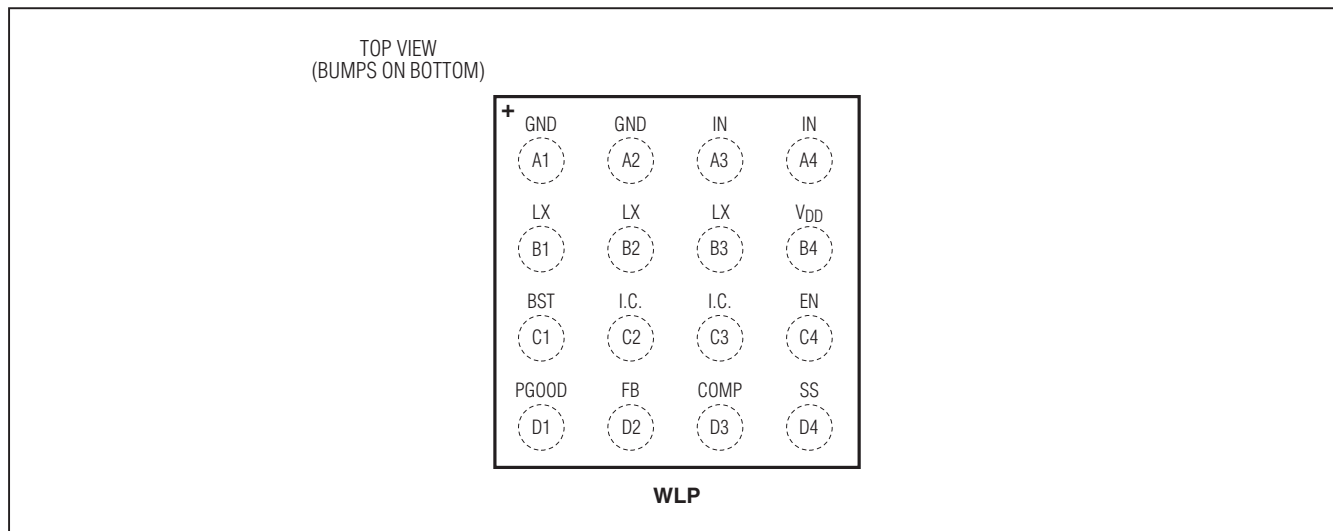 TOP VIEW
(BUMPS ON BOTTOM)
+
GND GND IN IN
A1 A2 A3 A4
LX LX LX VDD
B1 B2 B3 B4
BST I.C. I.C. EN
C1 C2 C3 C4
PGOOD FB COMP SS
D1 D2 D3 D4
WLP